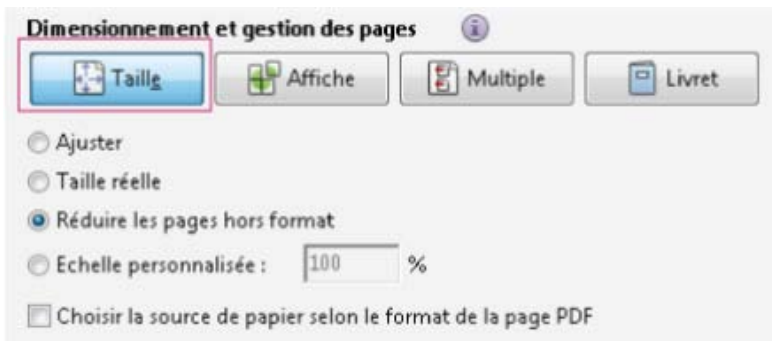 Dimensionnement et gestion des pages
Taille Affiche Multiple Livret
Ajuster
Taille réelle
Réduire les pages hors format
Echelle personnalisée : 100 %
Choisir la source de papier selon le format de la page PDF